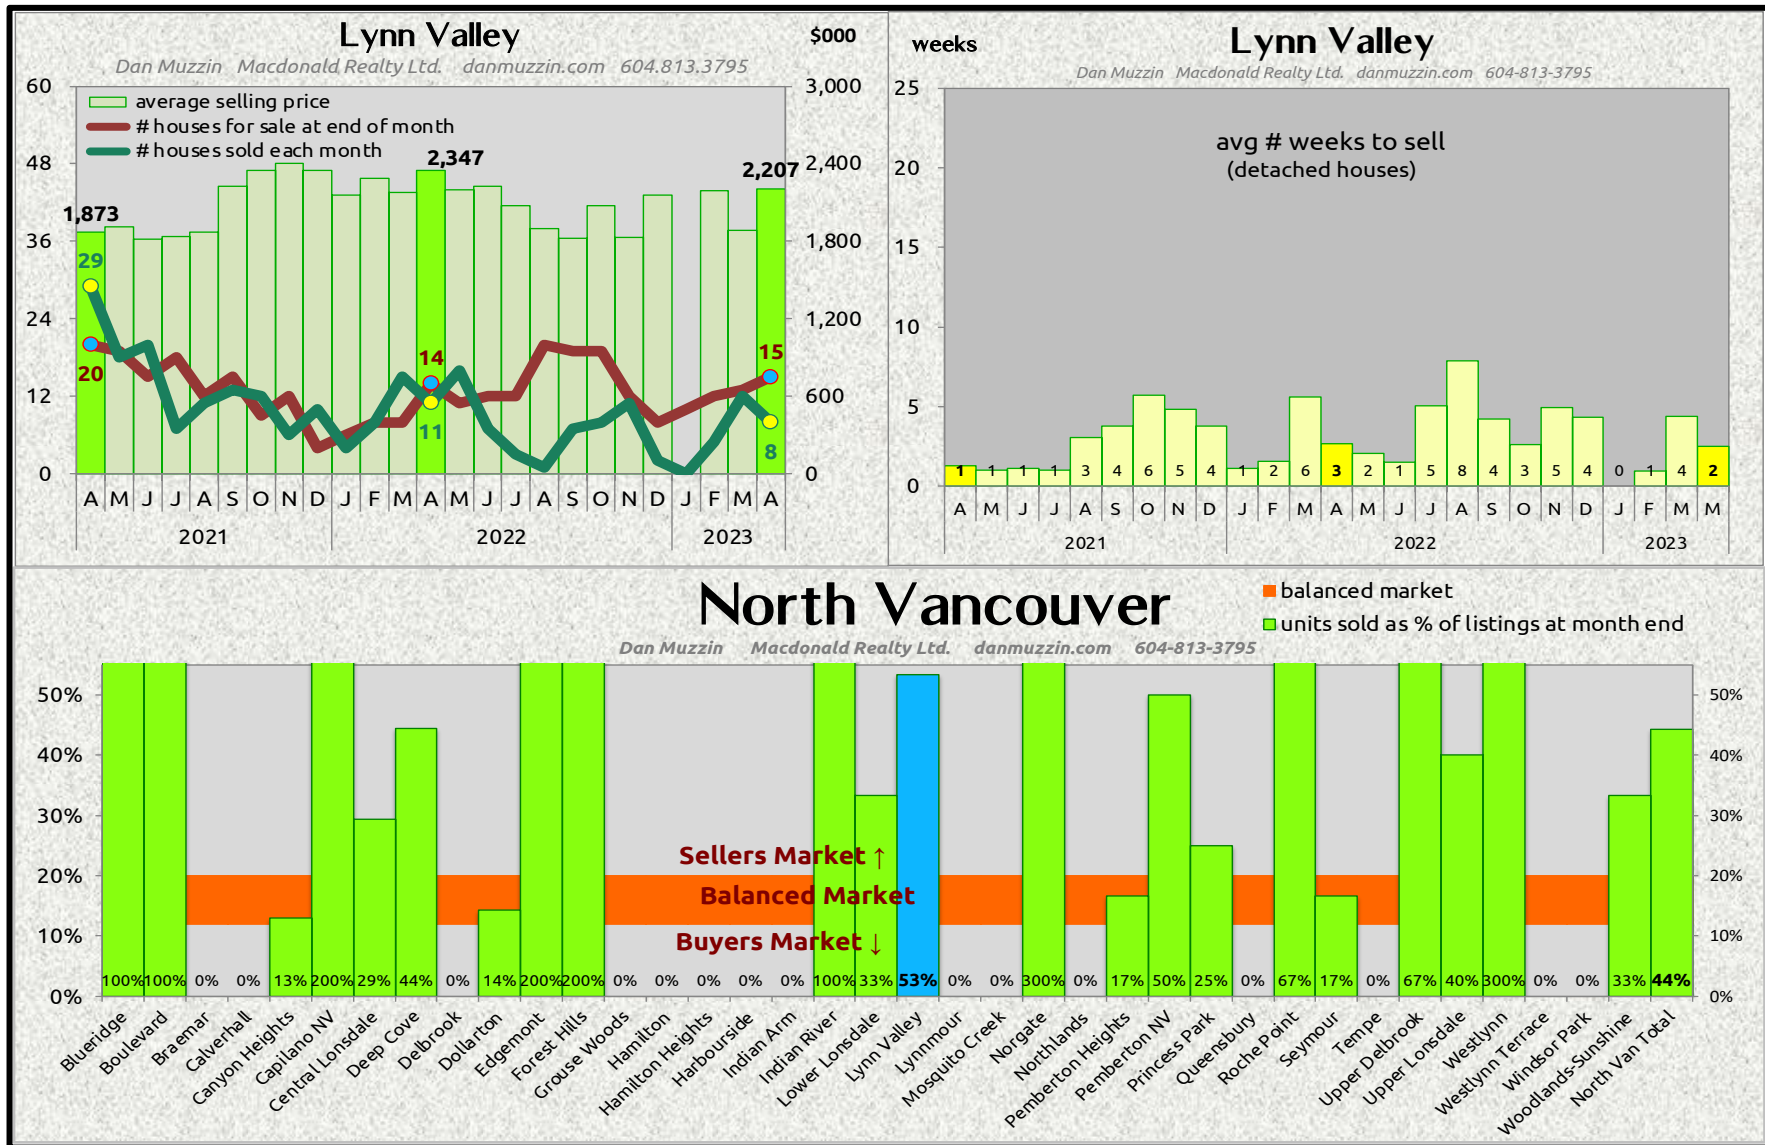 Lynn Valley
$000
Dan Muzzin Macdonald Realty Ltd. danmuzzin.com 604.813.3795
60 3,000
48 2,400
36 1,800
24 1,200
12 600
0 0
average selling price
# houses for sale at end of month
# houses sold each month
1,873 2,347 2,207
29 14 15
20 11 8
A M J J A S O N D J F M A M J J A S O N D J F M A
2021 2022 2023
weeks
Lynn Valley
Dan Muzzin Macdonald Realty Ltd. danmuzzin.com 604-813-3795
25
20
15
10
5
0
avg # weeks to sell
(detached houses)
1 1 1 1 3 4 6 5 4 1 2 6 3 2 1 5 8 4 3 5 4 0 1 4 2
A M J J A S O N D J F M A M J J A S O N D J F M M
2021 2022 2023
North Vancouver
balanced market
units sold as % of listings at month end
Dan Muzzin Macdonald Realty Ltd. danmuzzin.com 604-813-3795
50% 50%
40% 40%
30% 30%
20% 20%
10% 10%
0% 0%
Sellers Market ↑
Balanced Market
Buyers Market ↓
100% 100% 0% 0% 13% 200% 29% 44% 0% 14% 200% 200% 0% 0% 0% 0% 0% 100% 33% 53% 0% 0% 300% 0% 17% 50% 25% 0% 67% 17% 0% 67% 40% 300% 0% 0% 33% 44%
Blueridge
Boulevard
Braemar
Calverhall
Canyon Heights
Capilano NV
Central Lonsdale
Deep Cove
Delbrook
Dollarton
Edgemont
Forest Hills
Grouse Woods
Hamilton
Hamilton Heights
Harbourside
Indian Arm
Indian River
Lower Lonsdale
Lynn Valley
Lynnmour
Mosquito Creek
Norgate
Northlands
Pemberton Heights
Pemberton NV
Princess Park
Queensbury
Roche Point
Seymour
Tempe
Upper Delbrook
Upper Lonsdale
Westlynn
Westlynn Terrace
Windsor Park
Woodlands-Sunshine
North Van Total